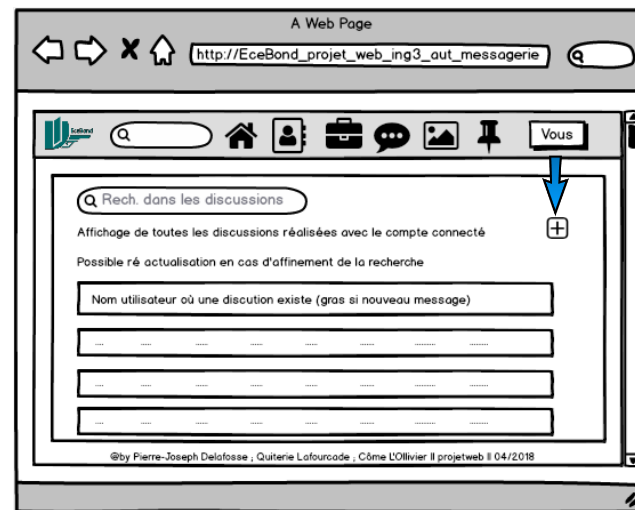 A Web Page
http://EceBond_projet_web_ing3_aut_messagerie
EceBond
Vous
Rech. dans les discussions
Affichage de toutes les discussions réalisées avec le compte connecté
Possible ré actualisation en cas d'affinement de la recherche
Nom utilisateur où une discution existe (gras si nouveau message)
.... ...... ...... ...... ...... ...... .......... .........
.... ...... ...... ...... ...... ...... .......... .........
.... ...... ...... ...... ...... ...... .......... .........
@by Pierre-Joseph Delafosse ; Quiterie Lafourcade ; Côme L'Ollivier II projetweb II 04/2018